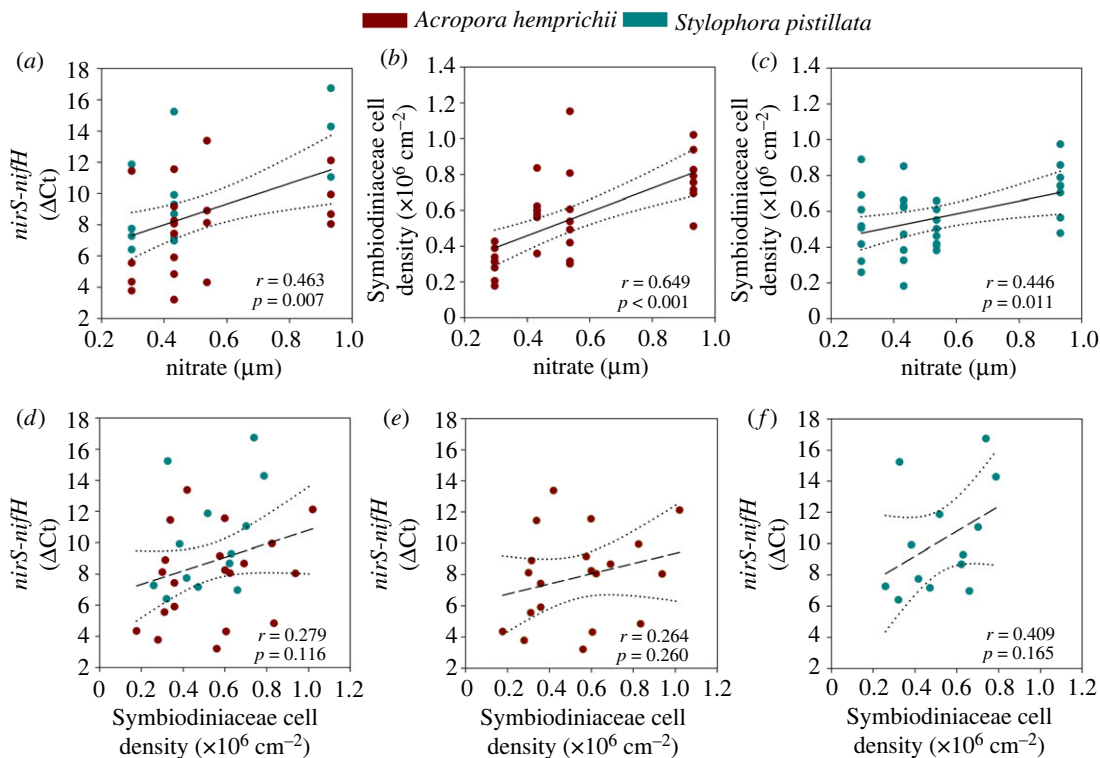 Acropora hemprichii Stylophora pistillata
(a)
nirS-nifH
(ΔCt)
18
16
14
12
10
8
6
4
2
0.2 0.4 0.6 0.8 1.0
nitrate (μm)
r = 0.463
p = 0.007
(b)
Symbiodiniaceae cell
density (×10⁶ cm⁻²)
1.4
1.2
1.0
0.8
0.6
0.4
0.2
0
0.2 0.4 0.6 0.8 1.0
nitrate (μm)
r = 0.649
p < 0.001
(c)
Symbiodiniaceae cell
density (×10⁶ cm⁻²)
1.4
1.2
1.0
0.8
0.6
0.4
0.2
0
0.2 0.4 0.6 0.8 1.0
nitrate (μm)
r = 0.446
p = 0.011
(d)
nirS-nifH
(ΔCt)
18
16
14
12
10
8
6
4
2
0 0.2 0.4 0.6 0.8 1.0 1.2
Symbiodiniaceae cell
density (×10⁶ cm⁻²)
r = 0.279
p = 0.116
(e)
nirS-nifH
(ΔCt)
18
16
14
12
10
8
6
4
2
0 0.2 0.4 0.6 0.8 1.0 1.2
Symbiodiniaceae cell
density (×10⁶ cm⁻²)
r = 0.264
p = 0.260
(f)
nirS-nifH
(ΔCt)
18
16
14
12
10
8
6
4
2
0 0.2 0.4 0.6 0.8 1.0 1.2
Symbiodiniaceae cell
density (×10⁶ cm⁻²)
r = 0.409
p = 0.165